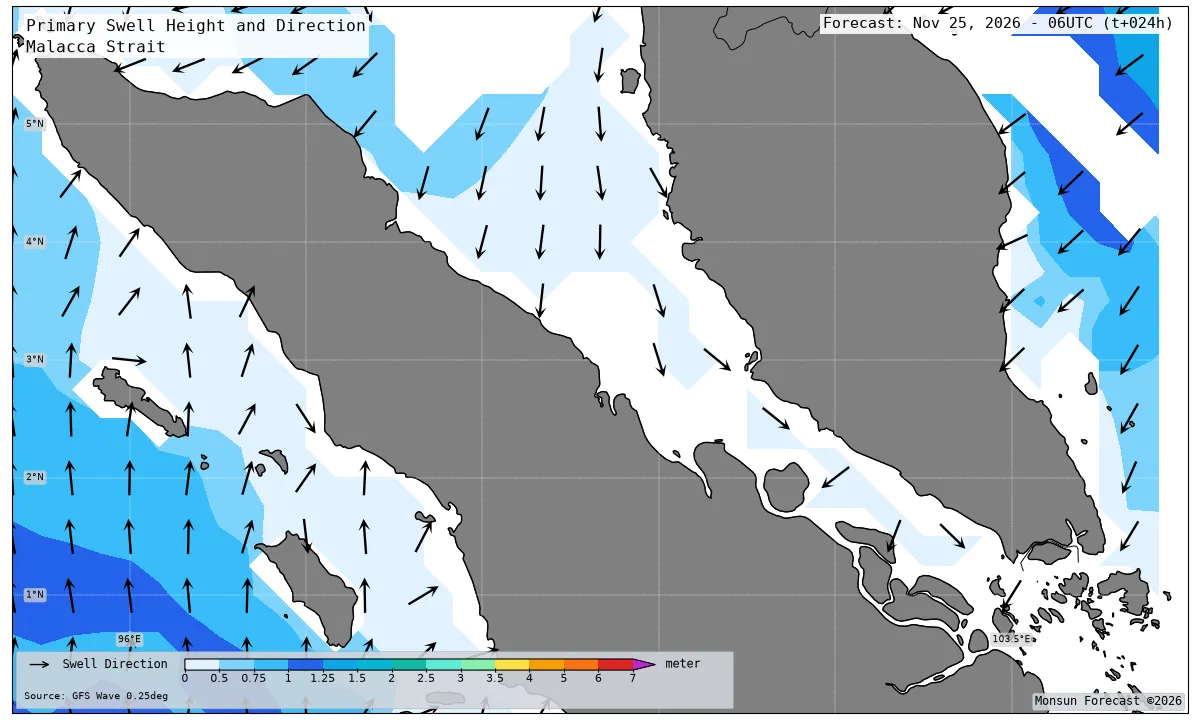 Primary Swell Height and Direction
Malacca Strait
Forecast: Nov 25, 2026 - 06UTC (t+024h)
5°N
4°N
3°N
2°N
1°N
96°E
103.5°E
Swell Direction
0 0.5 0.75 1 1.25 1.5 2 2.5 3 3.5 4 5 6 7
meter
Source: GFS Wave 0.25deg
Monsun Forecast ©2026